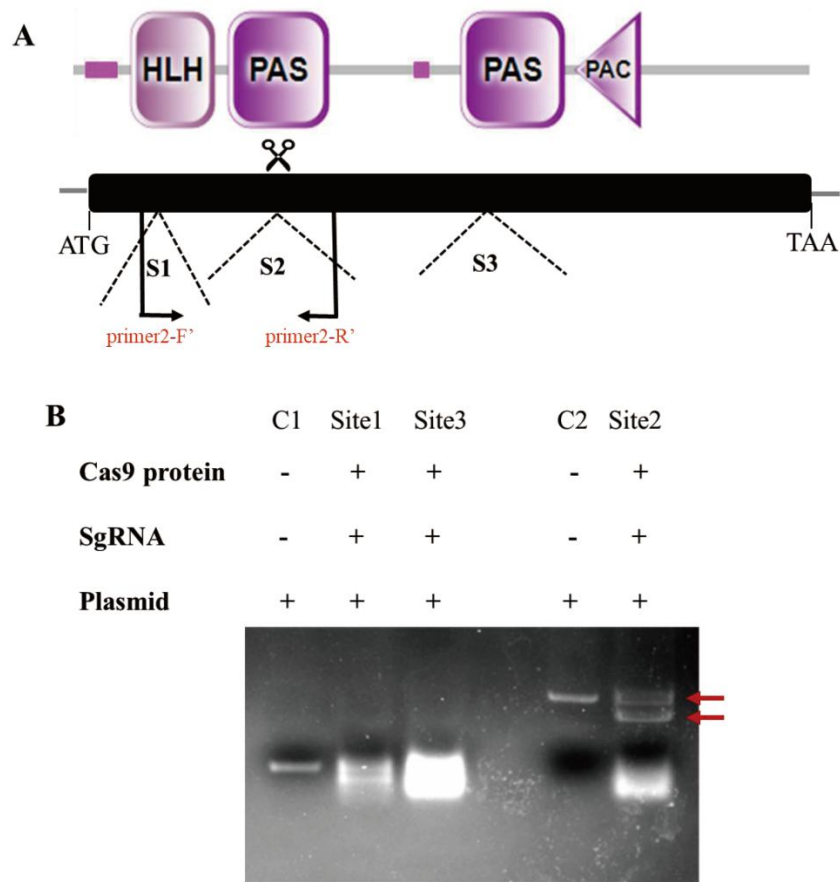 A
HLH PAS PAS PAC
ATG TAA
S1 S2 S3
primer2-F’ primer2-R’
B C1 Site1 Site3 C2 Site2
Cas9 protein - + + - +
SgRNA - + + - +
Plasmid + + + + +